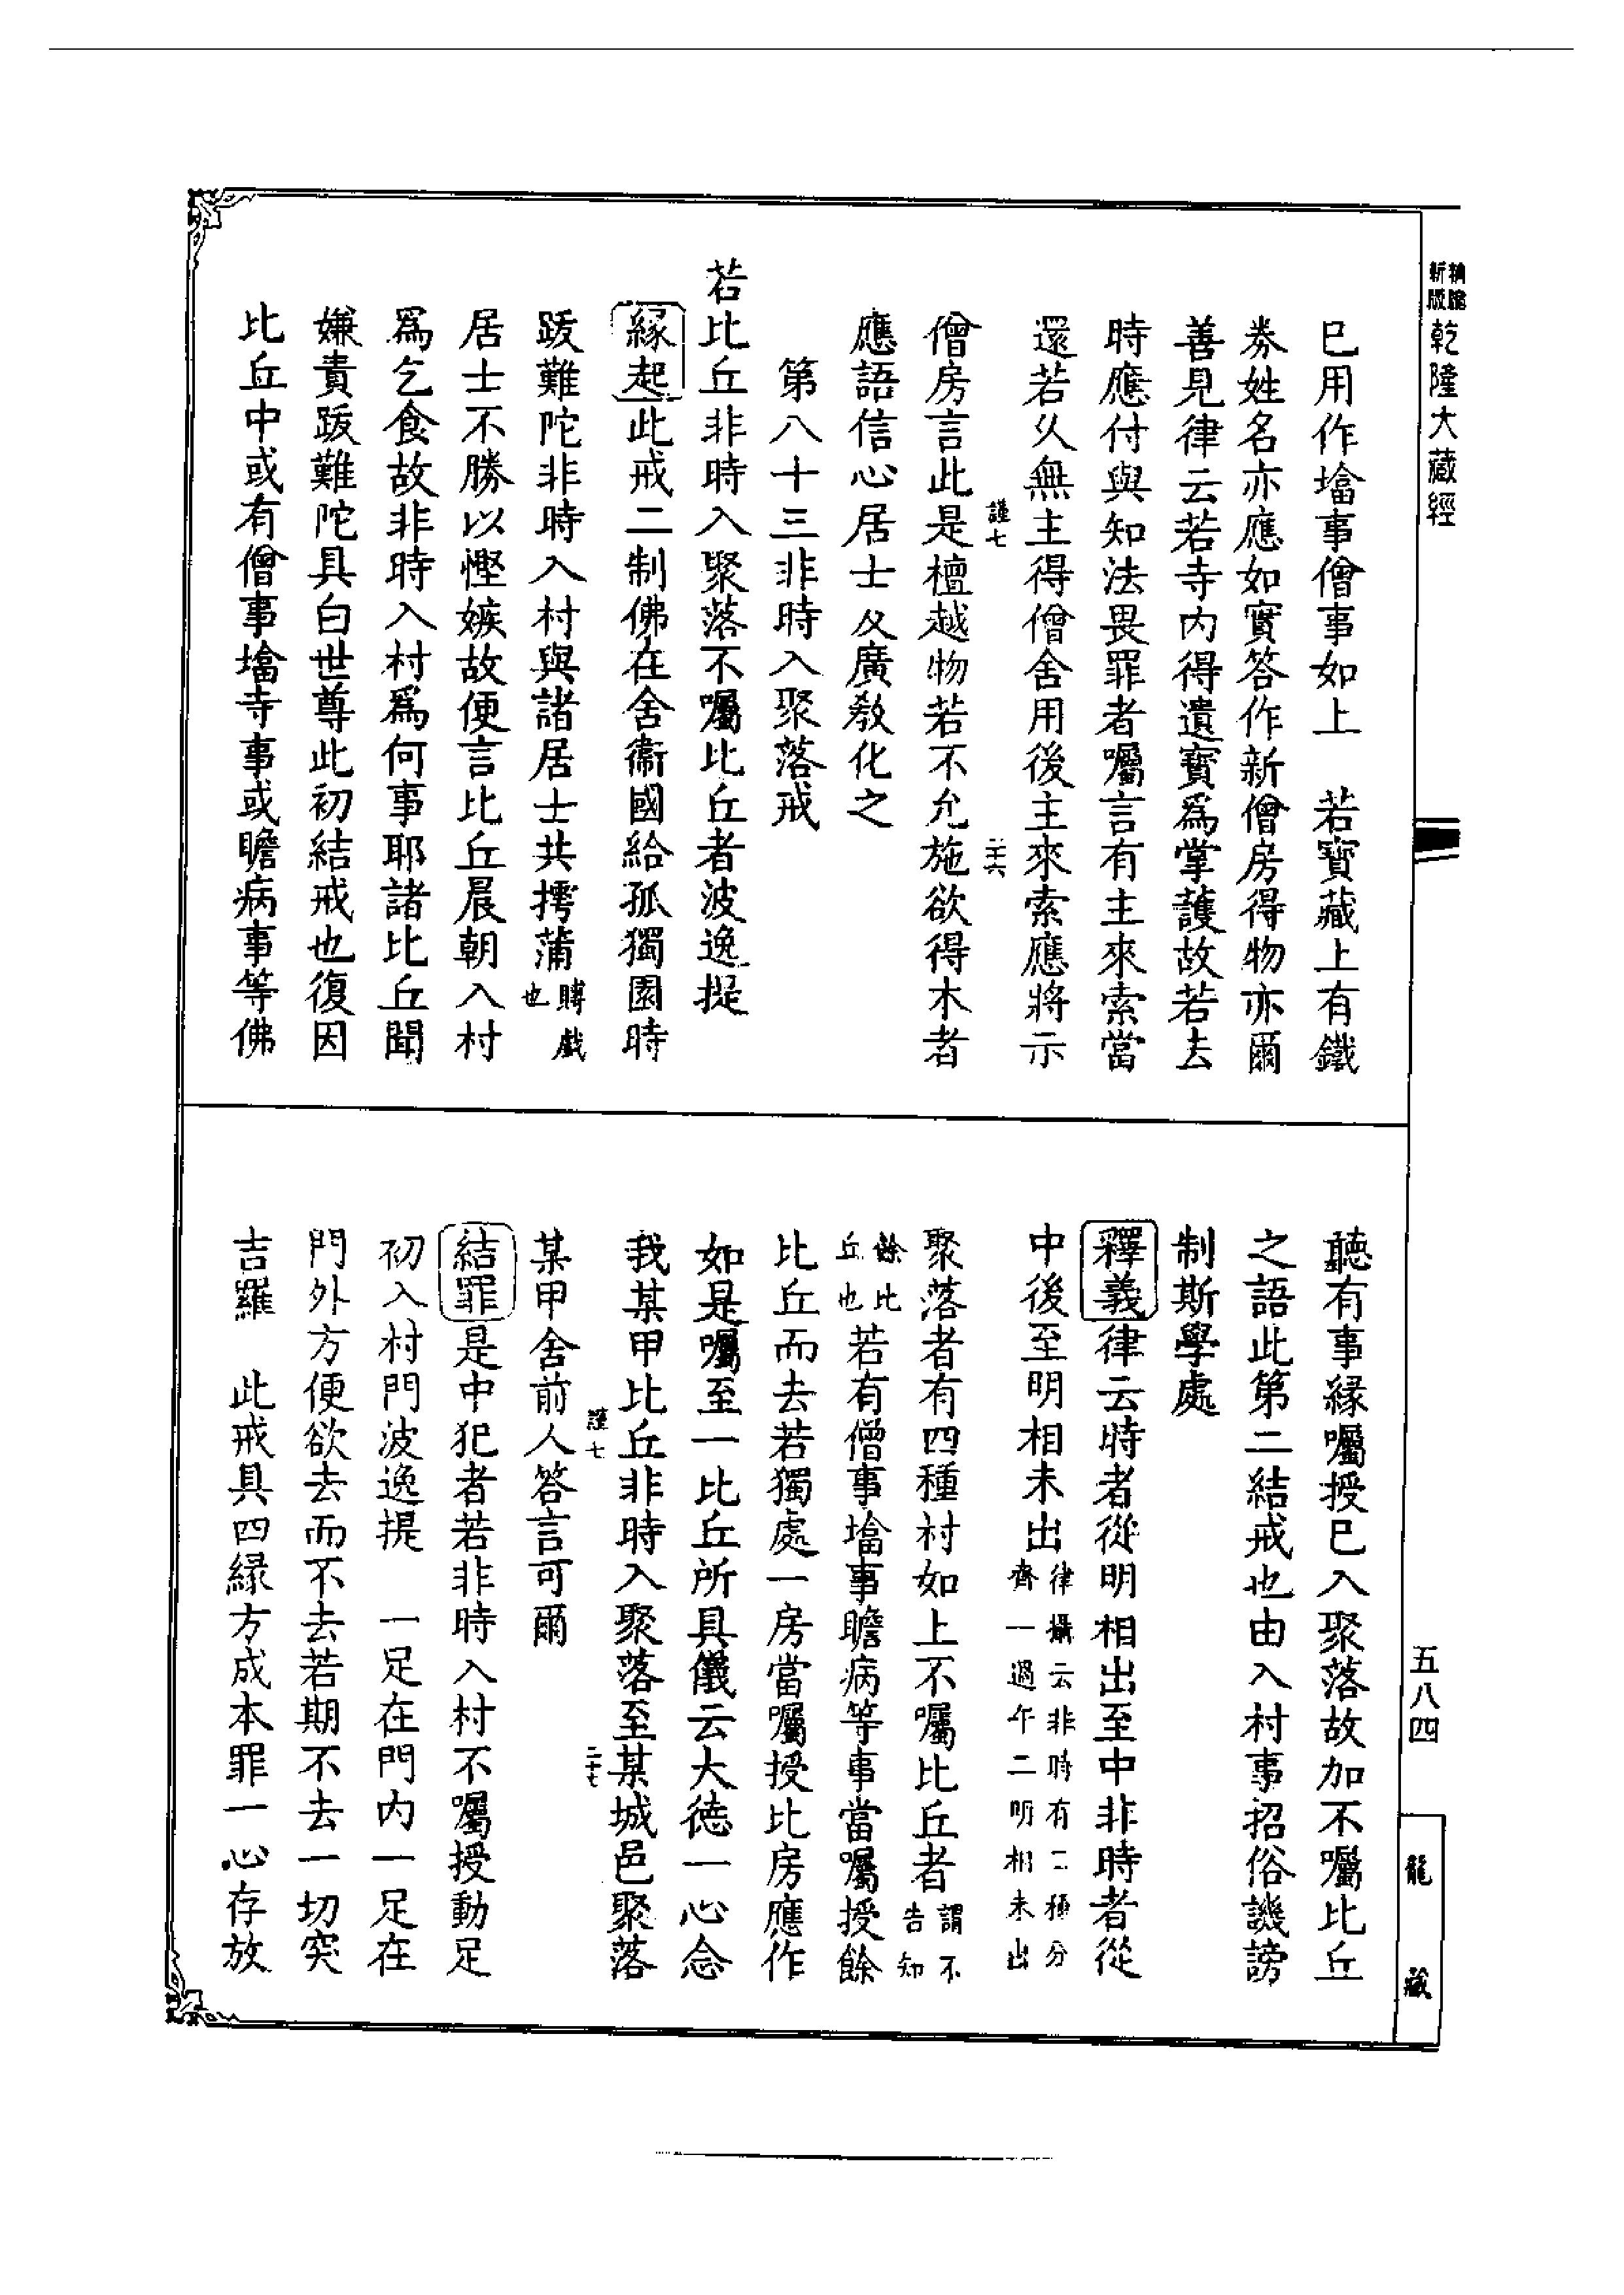 精縮新版乾隆大藏經
五八四
龍藏
巳用作墖事僧事如上　若寶藏上有鐵
券姓名亦應如實答作新僧房得物亦爾
善見律云若寺内得遺寳爲掌護故若去
時應付與知法畏罪者囑言有主來索當
還若久無主得僧舍用後主來索應將示
謹七　二十六
僧房言此是檀越物若不允施欲得木者
應語信心居士及廣教化之
第八十三非時入聚落戒
若比丘非時入聚落不囑比丘者波逸提
緣起此戒二制佛在舍衞國給孤獨園時
跋難陀非時入村與諸居士共摴蒲賭戲也
居士不勝以慳嫉故便言比丘晨朝入村
爲乞食故非時入村爲何事耶諸比丘聞
嫌責跋難陀具白世尊此初結戒也復因
比丘中或有僧事墖寺事或瞻病事等佛
聽有事緣囑授巳入聚落故加不囑比丘
之語此第二結戒也由入村事招俗譏謗
制斯學處
釋義律云時者從明相出至中非時者從
中後至明相未出律攝云非時有二種分齊一過午二明相未出
聚落者有四種村如上不囑比丘者謂不告知
餘比丘也若有僧事墖事瞻病等事當囑授餘
比丘而去若獨處一房當囑授比房應作
如是囑至一比丘所具儀云大德一心念
我某甲比丘非時入聚落至某城邑聚落
謹七　二十七
某甲舍前人答言可爾
結罪是中犯者若非時入村不囑授動足
初入村門波逸提　一足在門内一足在
門外方便欲去而不去若期不去一切突
吉羅　此戒具四緣方成本罪一心存放